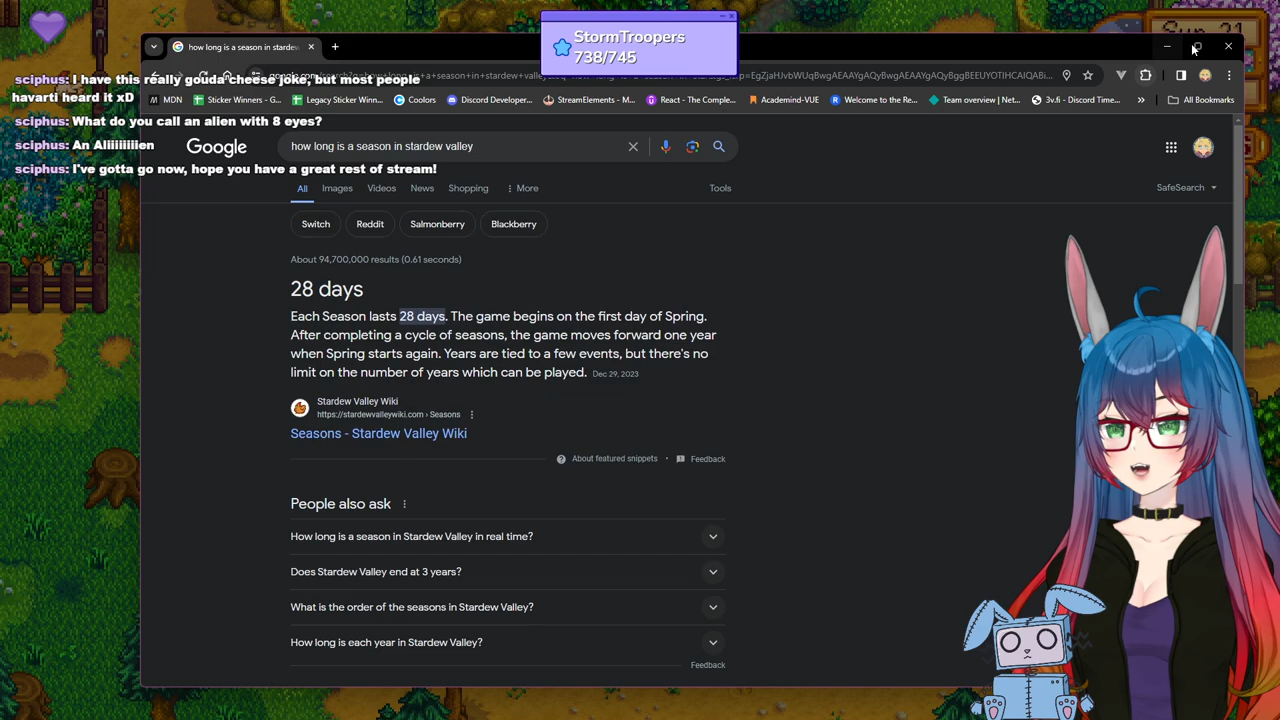 Sun. 21
StormTroopers
738/745
how long is a season in stardew
sciphus: I have this really gouda cheese joke, but most people
havarti heard it xD
sciphus: What do you call an alien with 8 eyes?
sciphus: An Aliiiiiiiien
sciphus: I've gotta go now, hope you have a great rest of stream!
MDN
Sticker Winners - G...
Legacy Sticker Winn...
Coolors
Discord Developer...
StreamElements - M...
React - The Comple...
Academind-VUE
Welcome to the Re...
Team overview | Net...
3v.fi - Discord Time...
All Bookmarks
Google
how long is a season in stardew valley
All
Images
Videos
News
Shopping
More
Tools
SafeSearch
Switch
Reddit
Salmonberry
Blackberry
About 94,700,000 results (0.61 seconds)
28 days
Each Season lasts 28 days. The game begins on the first day of Spring.
After completing a cycle of seasons, the game moves forward one year
when Spring starts again. Years are tied to a few events, but there's no
limit on the number of years which can be played. Dec 29, 2023
Stardew Valley Wiki
https://stardewvalleywiki.com › Seasons
Seasons - Stardew Valley Wiki
About featured snippets
Feedback
People also ask
How long is a season in Stardew Valley in real time?
Does Stardew Valley end at 3 years?
What is the order of the seasons in Stardew Valley?
How long is each year in Stardew Valley?
Feedback